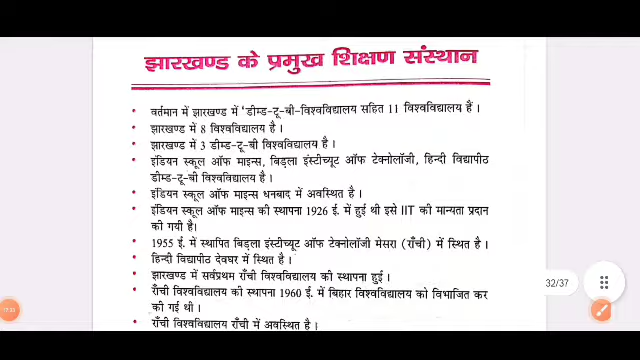 झारखण्ड के प्रमुख शिक्षण संस्थान
• वर्तमान में झारखण्ड में 'डीम्ड-टू-बी-विश्वविद्यालय सहित 11 विश्वविद्यालय हैं।
• झारखण्ड में 8 विश्वविद्यालय है।
• झारखण्ड में 3 डीम्ड-टू-बी विश्वविद्यालय है।
• इंडियन स्कूल ऑफ माइन्स, बिड़ला इंस्टीच्यूट ऑफ टेक्नोलॉजी, हिन्दी विद्यापीठ
डीम्ड-टू-बी विश्वविद्यालय है।
• इंडियन स्कूल ऑफ माइन्स धनबाद में अवस्थित है।
• इंडियन स्कूल ऑफ माइन्स की स्थापना 1926 ई. में हुई थी इसे IIT की मान्यता प्रदान
की गयी है।
• 1955 ई. में स्थापित बिड़ला इंस्टीच्यूट ऑफ टेक्नोलॉजी मेसरा (राँची) में स्थित है।
• हिन्दी विद्यापीठ देवघर में स्थित है।
32/37
• झारखण्ड में सर्वप्रथम राँची विश्वविद्यालय की स्थापना हुई।
• राँची विश्वविद्यालय की स्थापना 1960 ई. में बिहार विश्वविद्यालय को विभाजित कर
की गई थी।
• राँची विश्वविद्यालय राँची में अवस्थित है।